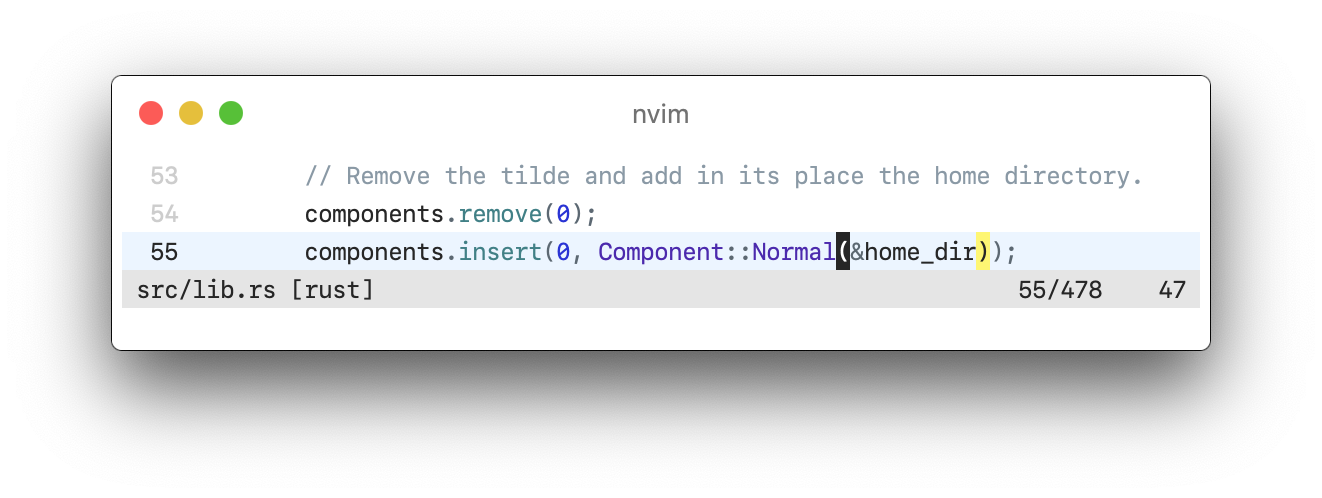 nvim
53 // Remove the tilde and add in its place the home directory.
54 components.remove(0);
55 components.insert(0, Component::Normal(&home_dir));
src/lib.rs [rust] 55/478 47